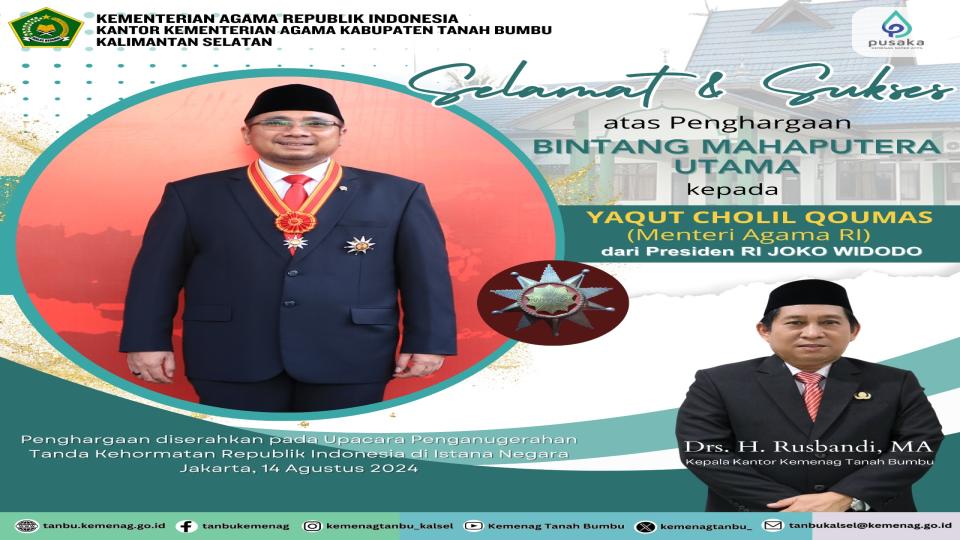 KEMENTERIAN AGAMA REPUBLIK INDONESIA
KANTOR KEMENTERIAN AGAMA KABUPATEN TANAH BUMBU
KALIMANTAN SELATAN
pusaka
Selamat & Sukses
atas Penghargaan
BINTANG MAHAPUTERA
UTAMA
kepada
YAQUT CHOLIL QOUMAS
(Menteri Agama RI)
dari Presiden RI JOKO WIDODO
Drs. H. Rusbandi, MA
Kepala Kantor Kemenag Tanah Bumbu
Penghargaan diserahkan pada Upacara Penganugerahan
Tanda Kehormatan Republik Indonesia di Istana Negara
Jakarta, 14 Agustus 2024
tanbu.kemenag.go.id
tanbukemenag
kemenagtanbu_kalsel
Kemenag Tanah Bumbu
kemenagtanbu_
tanbukalsel@kemenag.go.id